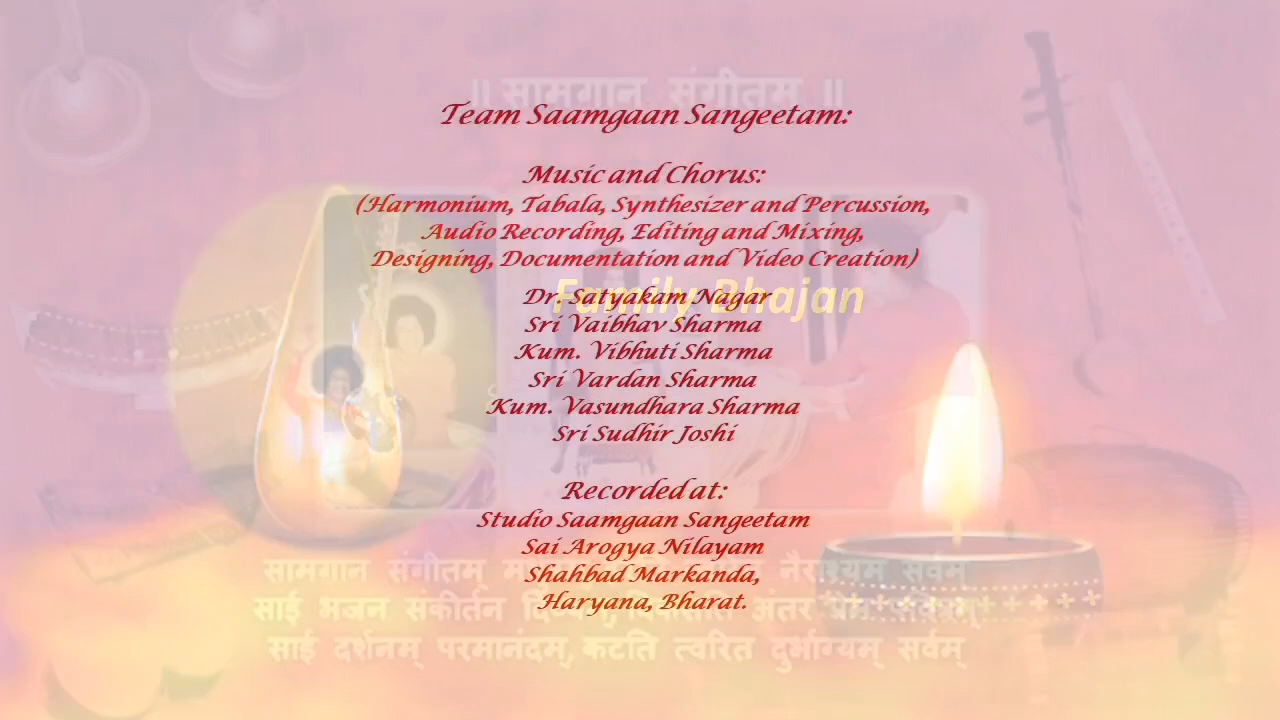 ॥ सामगान संगीतम् ॥
Team Saamgaan Sangeetam:
Music and Chorus:
(Harmonium, Tabala, Synthesizer and Percussion,
Audio Recording, Editing and Mixing,
Designing, Documentation and Video Creation)
Family Bhajan
Dr. Satyakam Nagar
Sri Vaibhav Sharma
Kum. Vibhuti Sharma
Sri Vardan Sharma
Kum. Vasundhara Sharma
Sri Sudhir Joshi
Recorded at:
Studio Saamgaan Sangeetam
Sai Arogya Nilayam
Shahbad Markanda,
Haryana, Bharat.
सामगान संगीतम् सर्वम्
साई भजन संकीर्तन अंतर
साई दर्शनम् परमानंदम्, कटति त्वरित दुर्भाग्यम् सर्वम्